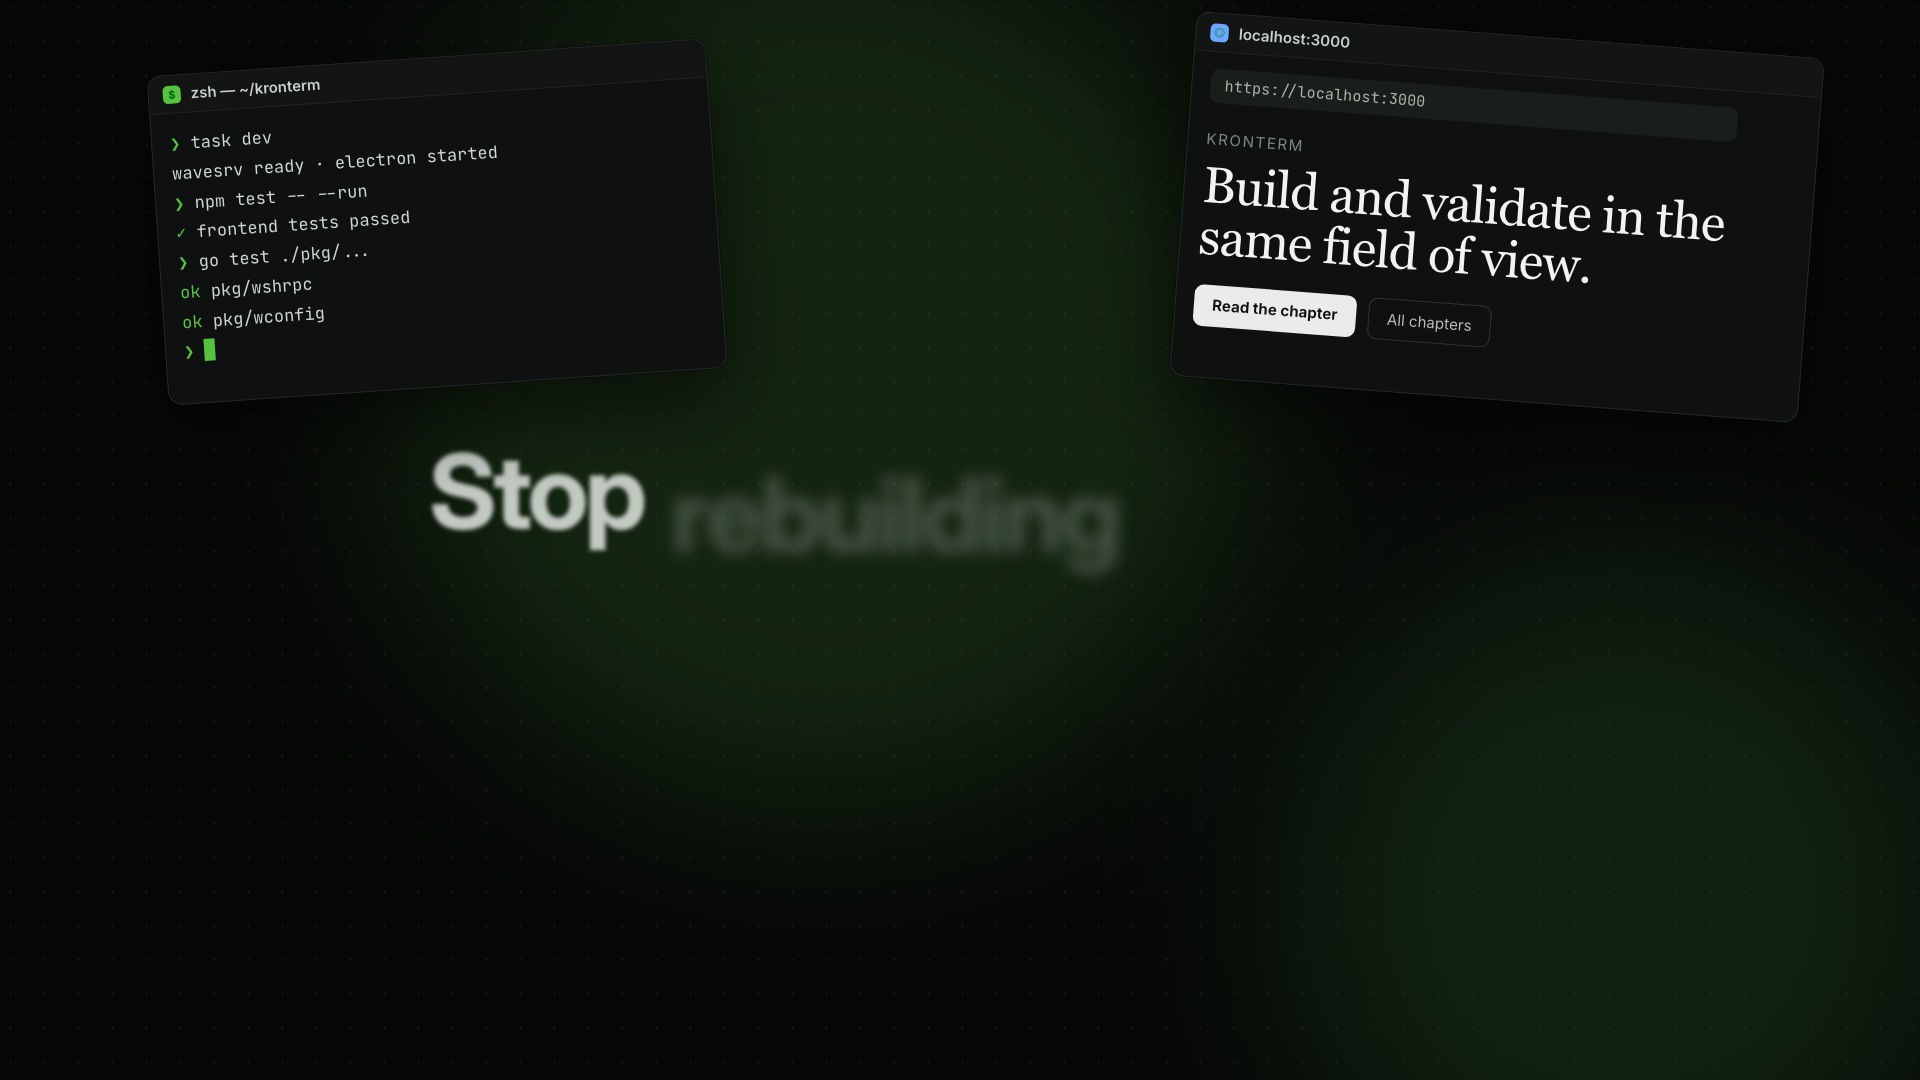 $ zsh — ~/kronterm
❯ task dev
wavesrv ready · electron started
❯ npm test -- --run
✓ frontend tests passed
❯ go test ./pkg/...
ok pkg/wshrpc
ok pkg/wconfig
❯
localhost:3000
https://localhost:3000
KRONTERM
Build and validate in the
same field of view.
Read the chapter
All chapters
Stop rebuilding